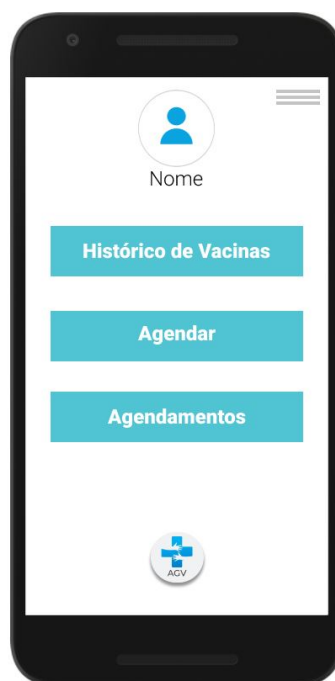 Nome
Histórico de Vacinas
Agendar
Agendamentos
AGV